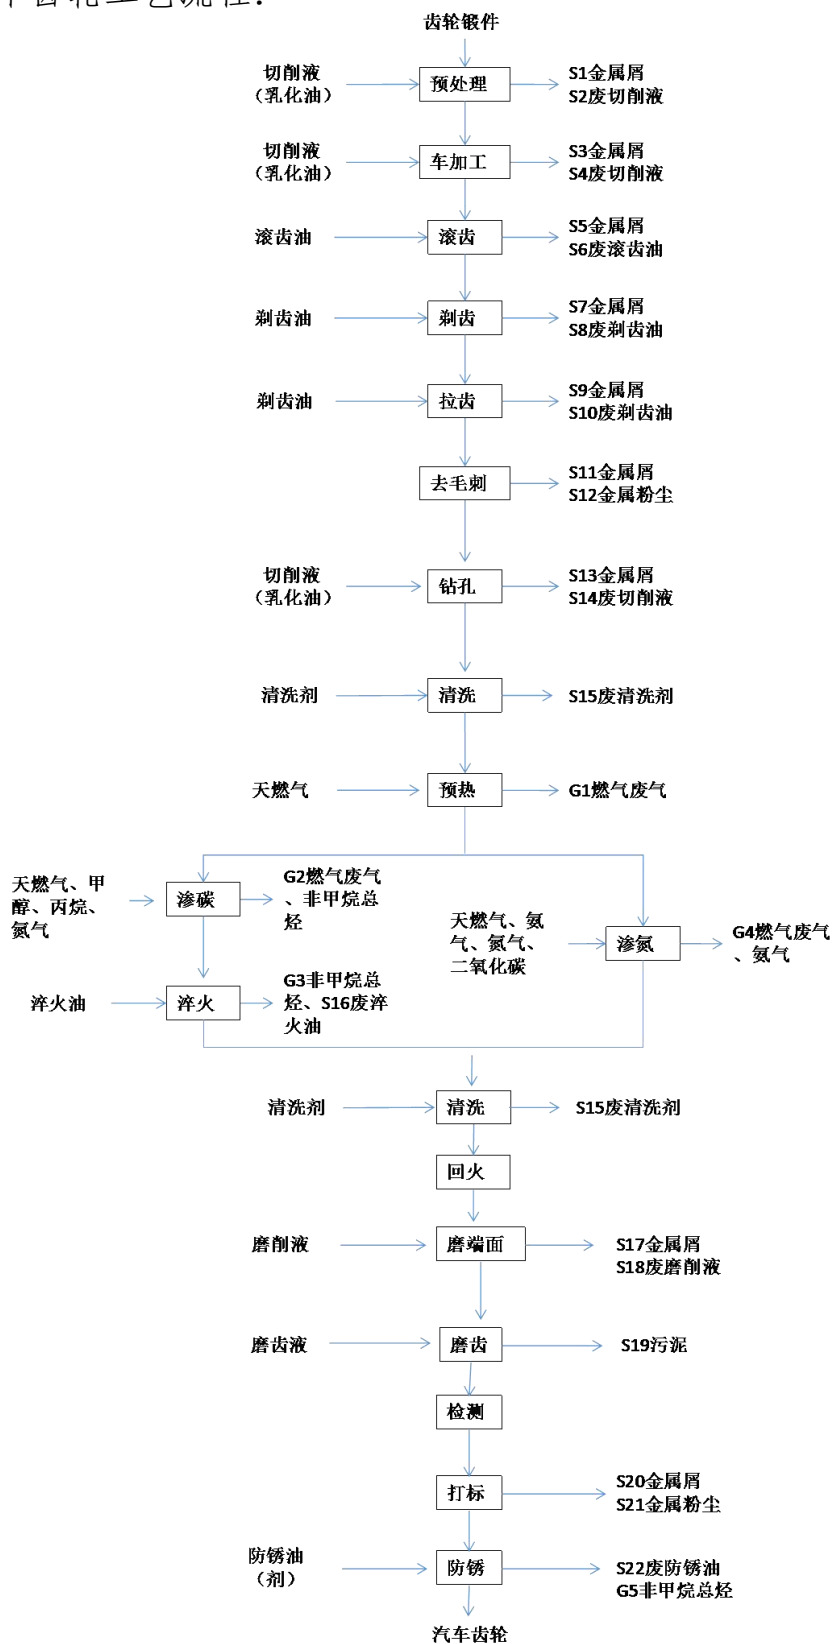 齿轮锻件
切削液
（乳化油）
预处理
S1金属屑
S2废切削液
切削液
（乳化油）
车加工
S3金属屑
S4废切削液
滚齿油
滚齿
S5金属屑
S6废滚齿油
剃齿油
剃齿
S7金属屑
S8废剃齿油
剃齿油
拉齿
S9金属屑
S10废剃齿油
去毛刺
S11金属屑
S12金属粉尘
切削液
（乳化油）
钻孔
S13金属屑
S14废切削液
清洗剂
清洗
S15废清洗剂
天燃气
预热
G1燃气废气
天燃气、甲
醇、丙烷、
氮气
渗碳
G2燃气废气
、非甲烷总
烃
天燃气、氨
气、氮气、
二氧化碳
渗氮
G4燃气废气
、氨气
淬火油
淬火
G3非甲烷总
烃、S16废淬
火油
清洗剂
清洗
S15废清洗剂
回火
磨削液
磨端面
S17金属屑
S18废磨削液
磨齿液
磨齿
S19污泥
检测
打标
S20金属屑
S21金属粉尘
防锈油
（剂）
防锈
S22废防锈油
G5非甲烷总烃
汽车齿轮